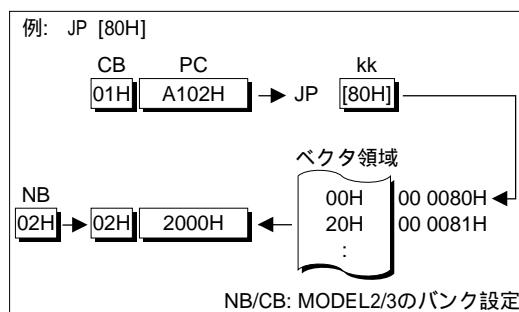 例: JP [80H]
CB PC kk
01H A102H JP [80H]
ベクタ領域
NB 00H 00 0080H
02H 02H 2000H 20H 00 0081H
:
NB/CB: MODEL2/3のバンク設定